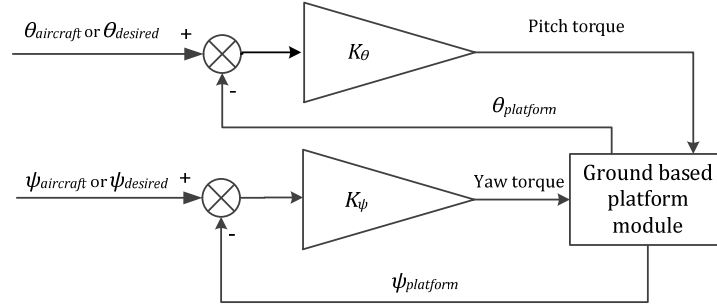 θaircraft or θdesired
+
Kθ
Pitch torque
-
θplatform
ψaircraft or ψdesired
+
Kψ
Yaw torque
Ground based
platform
module
-
ψplatform